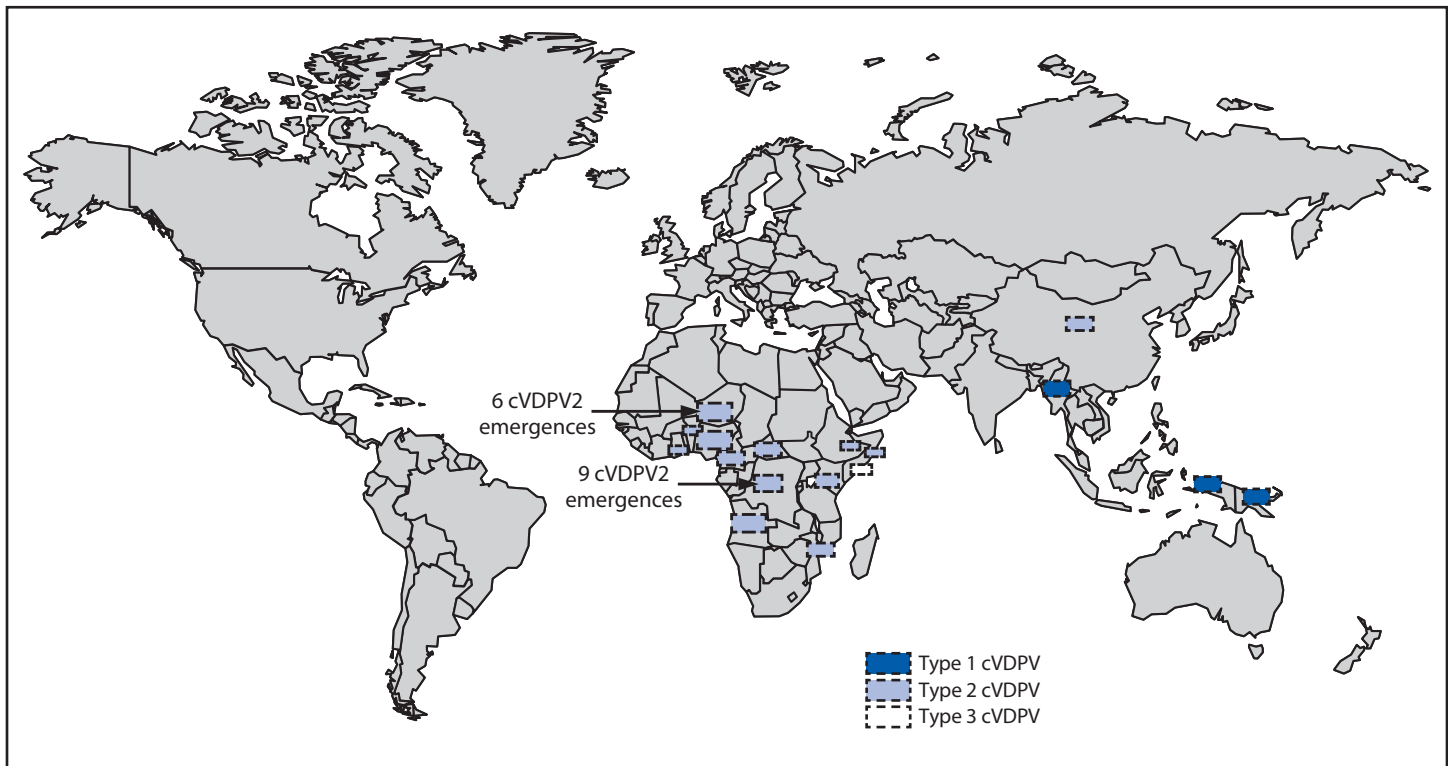 6 cVDPV2
emergences
9 cVDPV2
emergences
Type 1 cVDPV
Type 2 cVDPV
Type 3 cVDPV